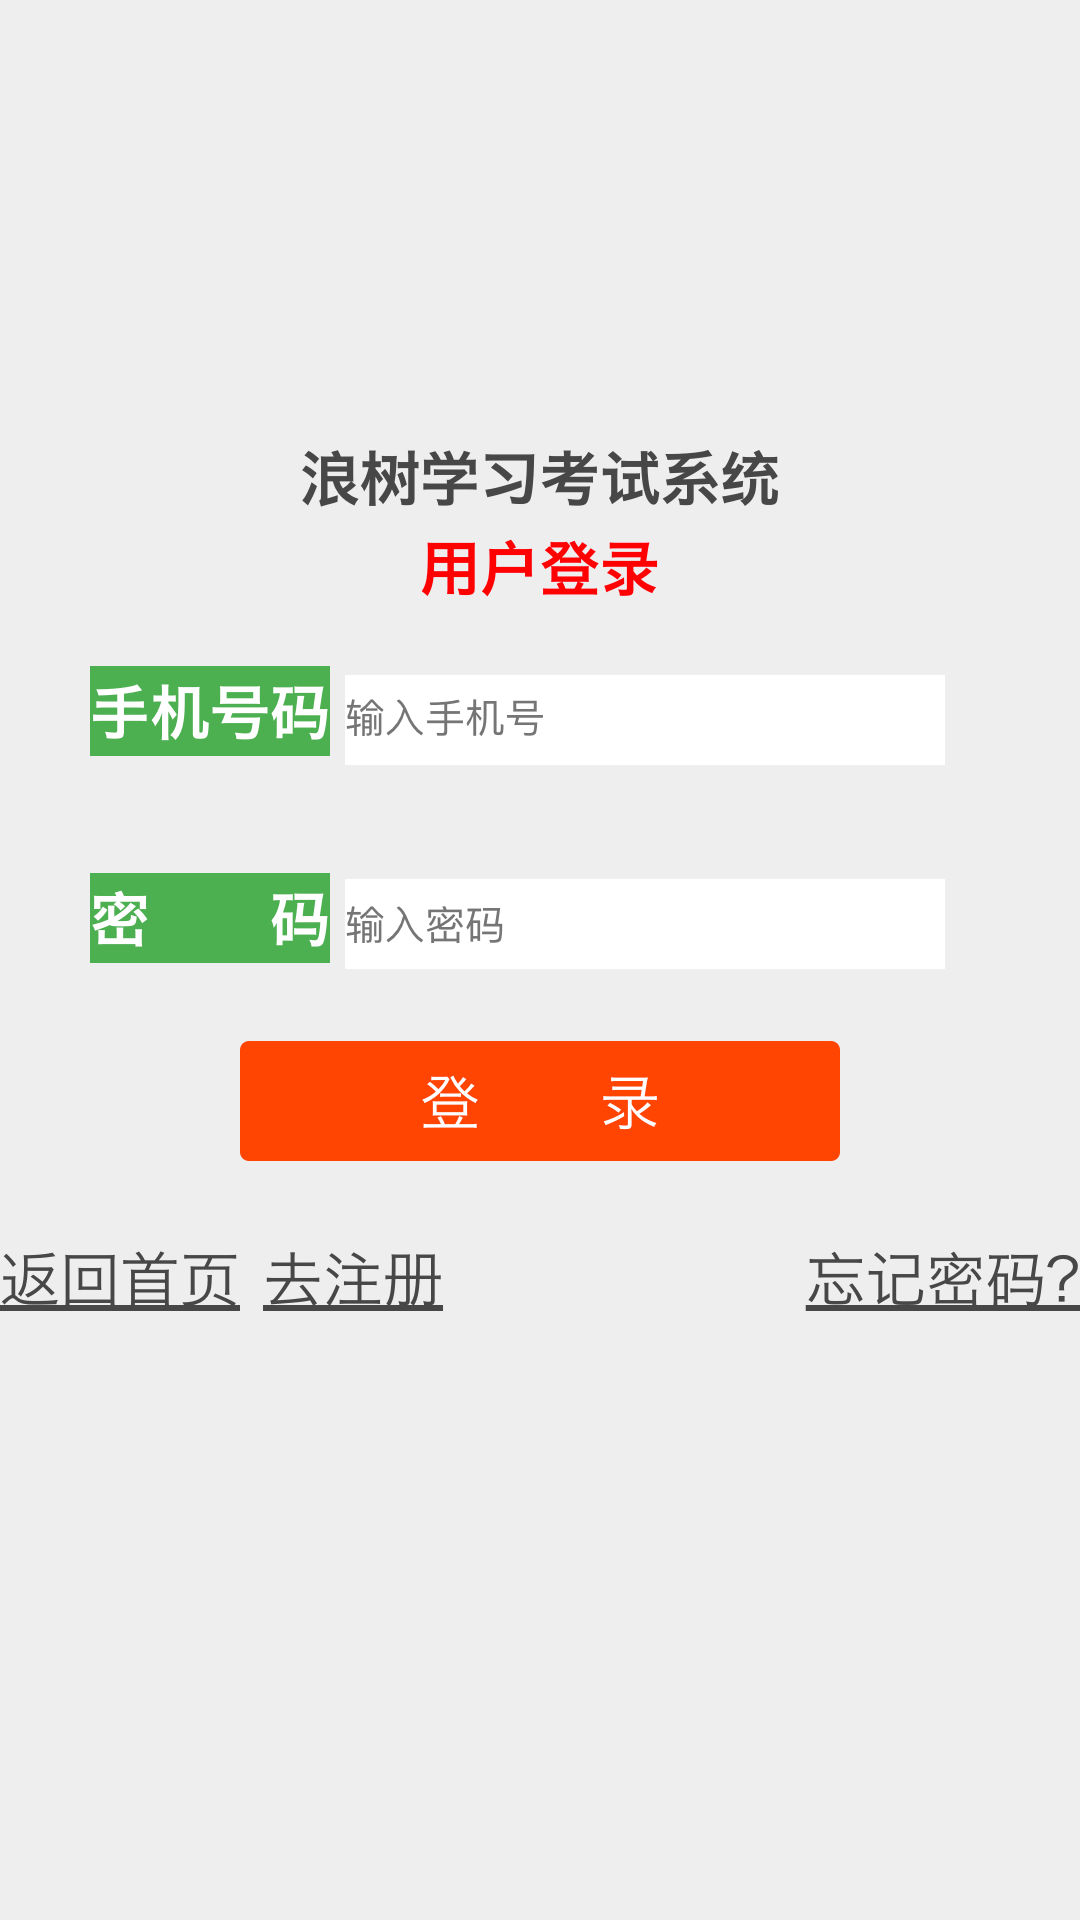 浪树学习考试系统
用户登录
手机号码 输入手机号
密　　码 输入密码
登　　录
返回首页 去注册 忘记密码?